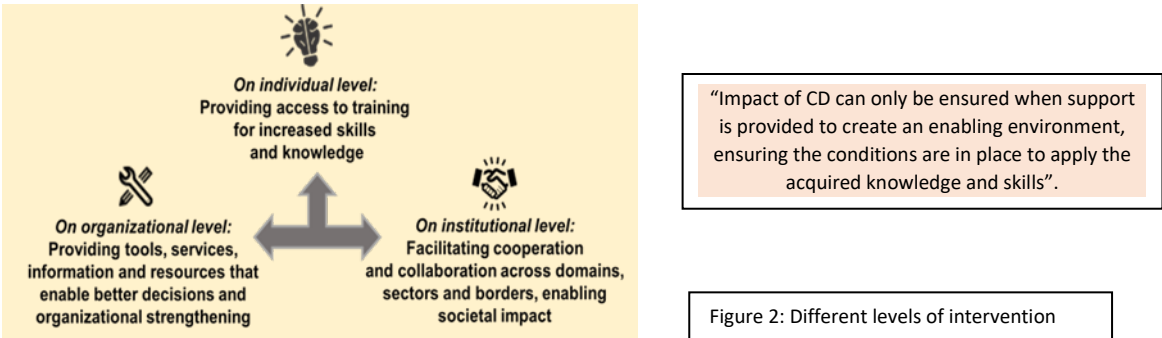 On individual level:
Providing access to training
for increased skills
and knowledge
On organizational level:
Providing tools, services,
information and resources that
enable better decisions and
organizational strengthening
On institutional level:
Facilitating cooperation
and collaboration across domains,
sectors and borders, enabling
societal impact
“Impact of CD can only be ensured when support
is provided to create an enabling environment,
ensuring the conditions are in place to apply the
acquired knowledge and skills”.
Figure 2: Different levels of intervention